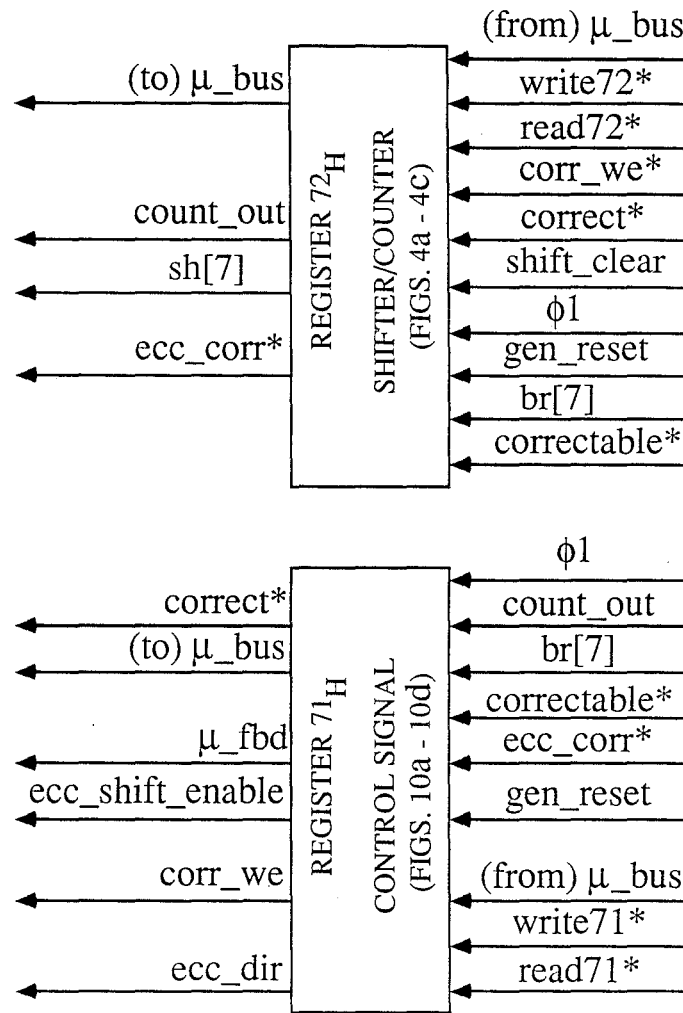 (from) μ_bus
(to) μ_bus
write72*
read72*
corr_we*
count_out
correct*
sh[7]
shift_clear
φ1
ecc_corr*
gen_reset
br[7]
correctable*
REGISTER 72H
SHIFTER/COUNTER
(FIGS. 4a - 4c)
φ1
correct*
count_out
(to) μ_bus
br[7]
correctable*
μ_fbd
ecc_corr*
ecc_shift_enable
gen_reset
corr_we
(from) μ_bus
write71*
ecc_dir
read71*
REGISTER 71H
CONTROL SIGNAL
(FIGS. 10a - 10d)